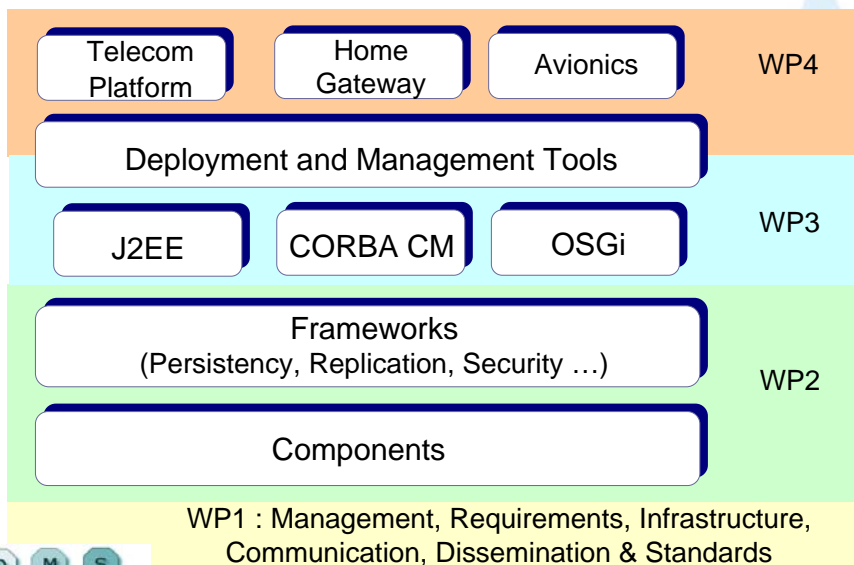 Telecom
Platform
Home
Gateway
Avionics
WP4
Deployment and Management Tools
J2EE
CORBA CM
OSGi
WP3
Frameworks
(Persistency, Replication, Security …)
WP2
Components
WP1 : Management, Requirements, Infrastructure,
Communication, Dissemination & Standards
M S